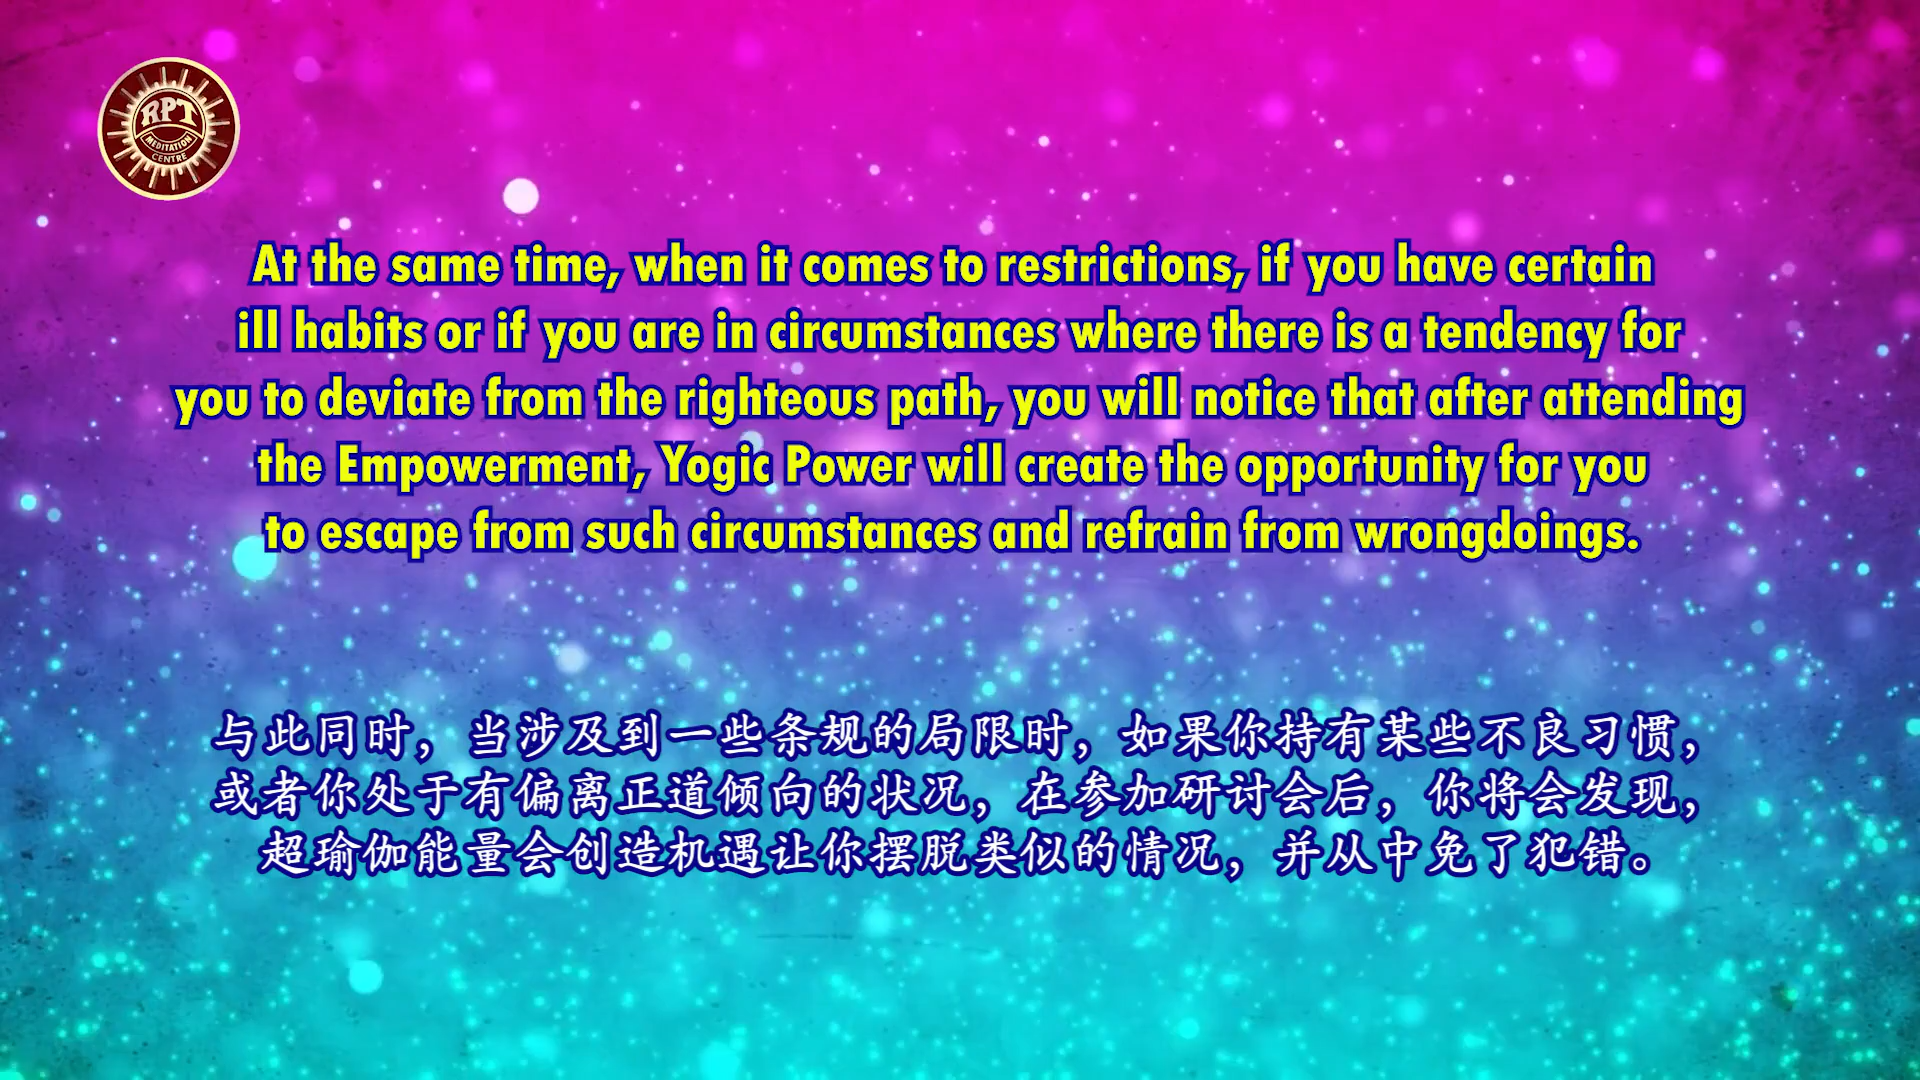 RPT
MEDITATION
CENTRE
At the same time, when it comes to restrictions, if you have certain
ill habits or if you are in circumstances where there is a tendency for
you to deviate from the righteous path, you will notice that after attending
the Empowerment, Yogic Power will create the opportunity for you
to escape from such circumstances and refrain from wrongdoings.
与此同时，当涉及到一些条规的局限时，如果你持有某些不良习惯，
或者你处于有偏离正道倾向的状况，在参加研讨会后，你将会发现，
超瑜伽能量会创造机遇让你摆脱类似的情况，并从中免了犯错。